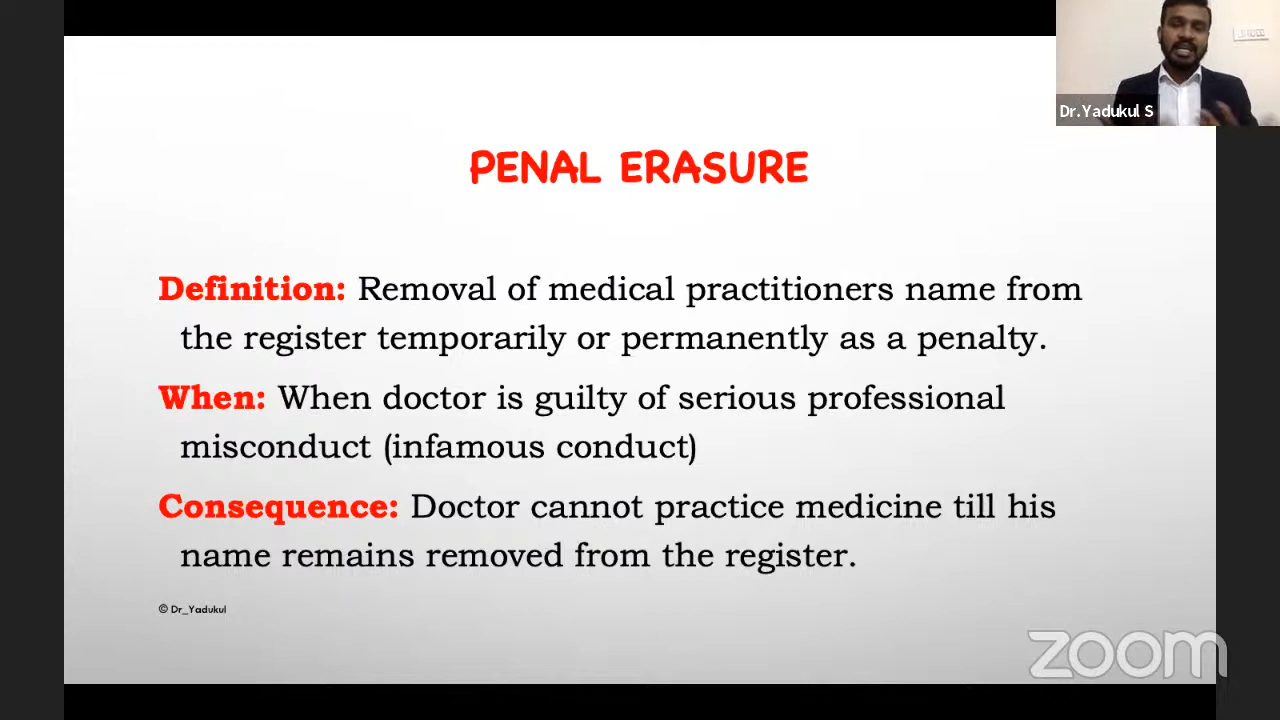 Dr.Yadukul S
PENAL ERASURE
Definition: Removal of medical practitioners name from
the register temporarily or permanently as a penalty.
When: When doctor is guilty of serious professional
misconduct (infamous conduct)
Consequence: Doctor cannot practice medicine till his
name remains removed from the register.
© Dr_Yadukul
zoom